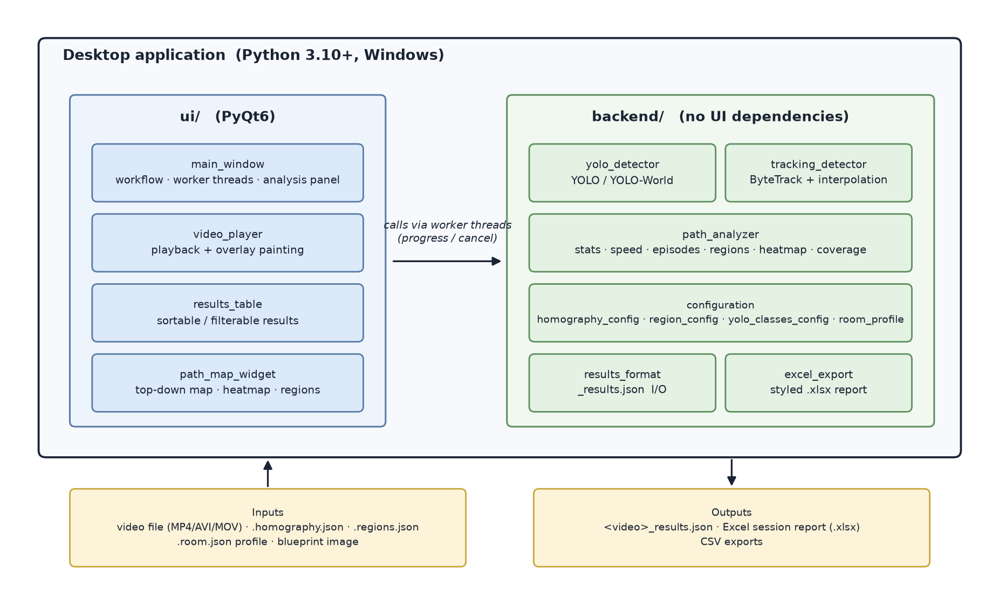 Desktop application (Python 3.10+, Windows)
ui/ (PyQt6)
main_window
workflow · worker threads · analysis panel
video_player
playback + overlay painting
results_table
sortable / filterable results
path_map_widget
top-down map · heatmap · regions
calls via worker threads
(progress / cancel)
backend/ (no UI dependencies)
yolo_detector
YOLO / YOLO-World
tracking_detector
ByteTrack + interpolation
path_analyzer
stats · speed · episodes · regions · heatmap · coverage
configuration
homography_config · region_config · yolo_classes_config · room_profile
results_format
_results.json I/O
excel_export
styled .xlsx report
Inputs
video file (MP4/AVI/MOV) · .homography.json · .regions.json
.room.json profile · blueprint image
Outputs
<video>_results.json · Excel session report (.xlsx)
CSV exports